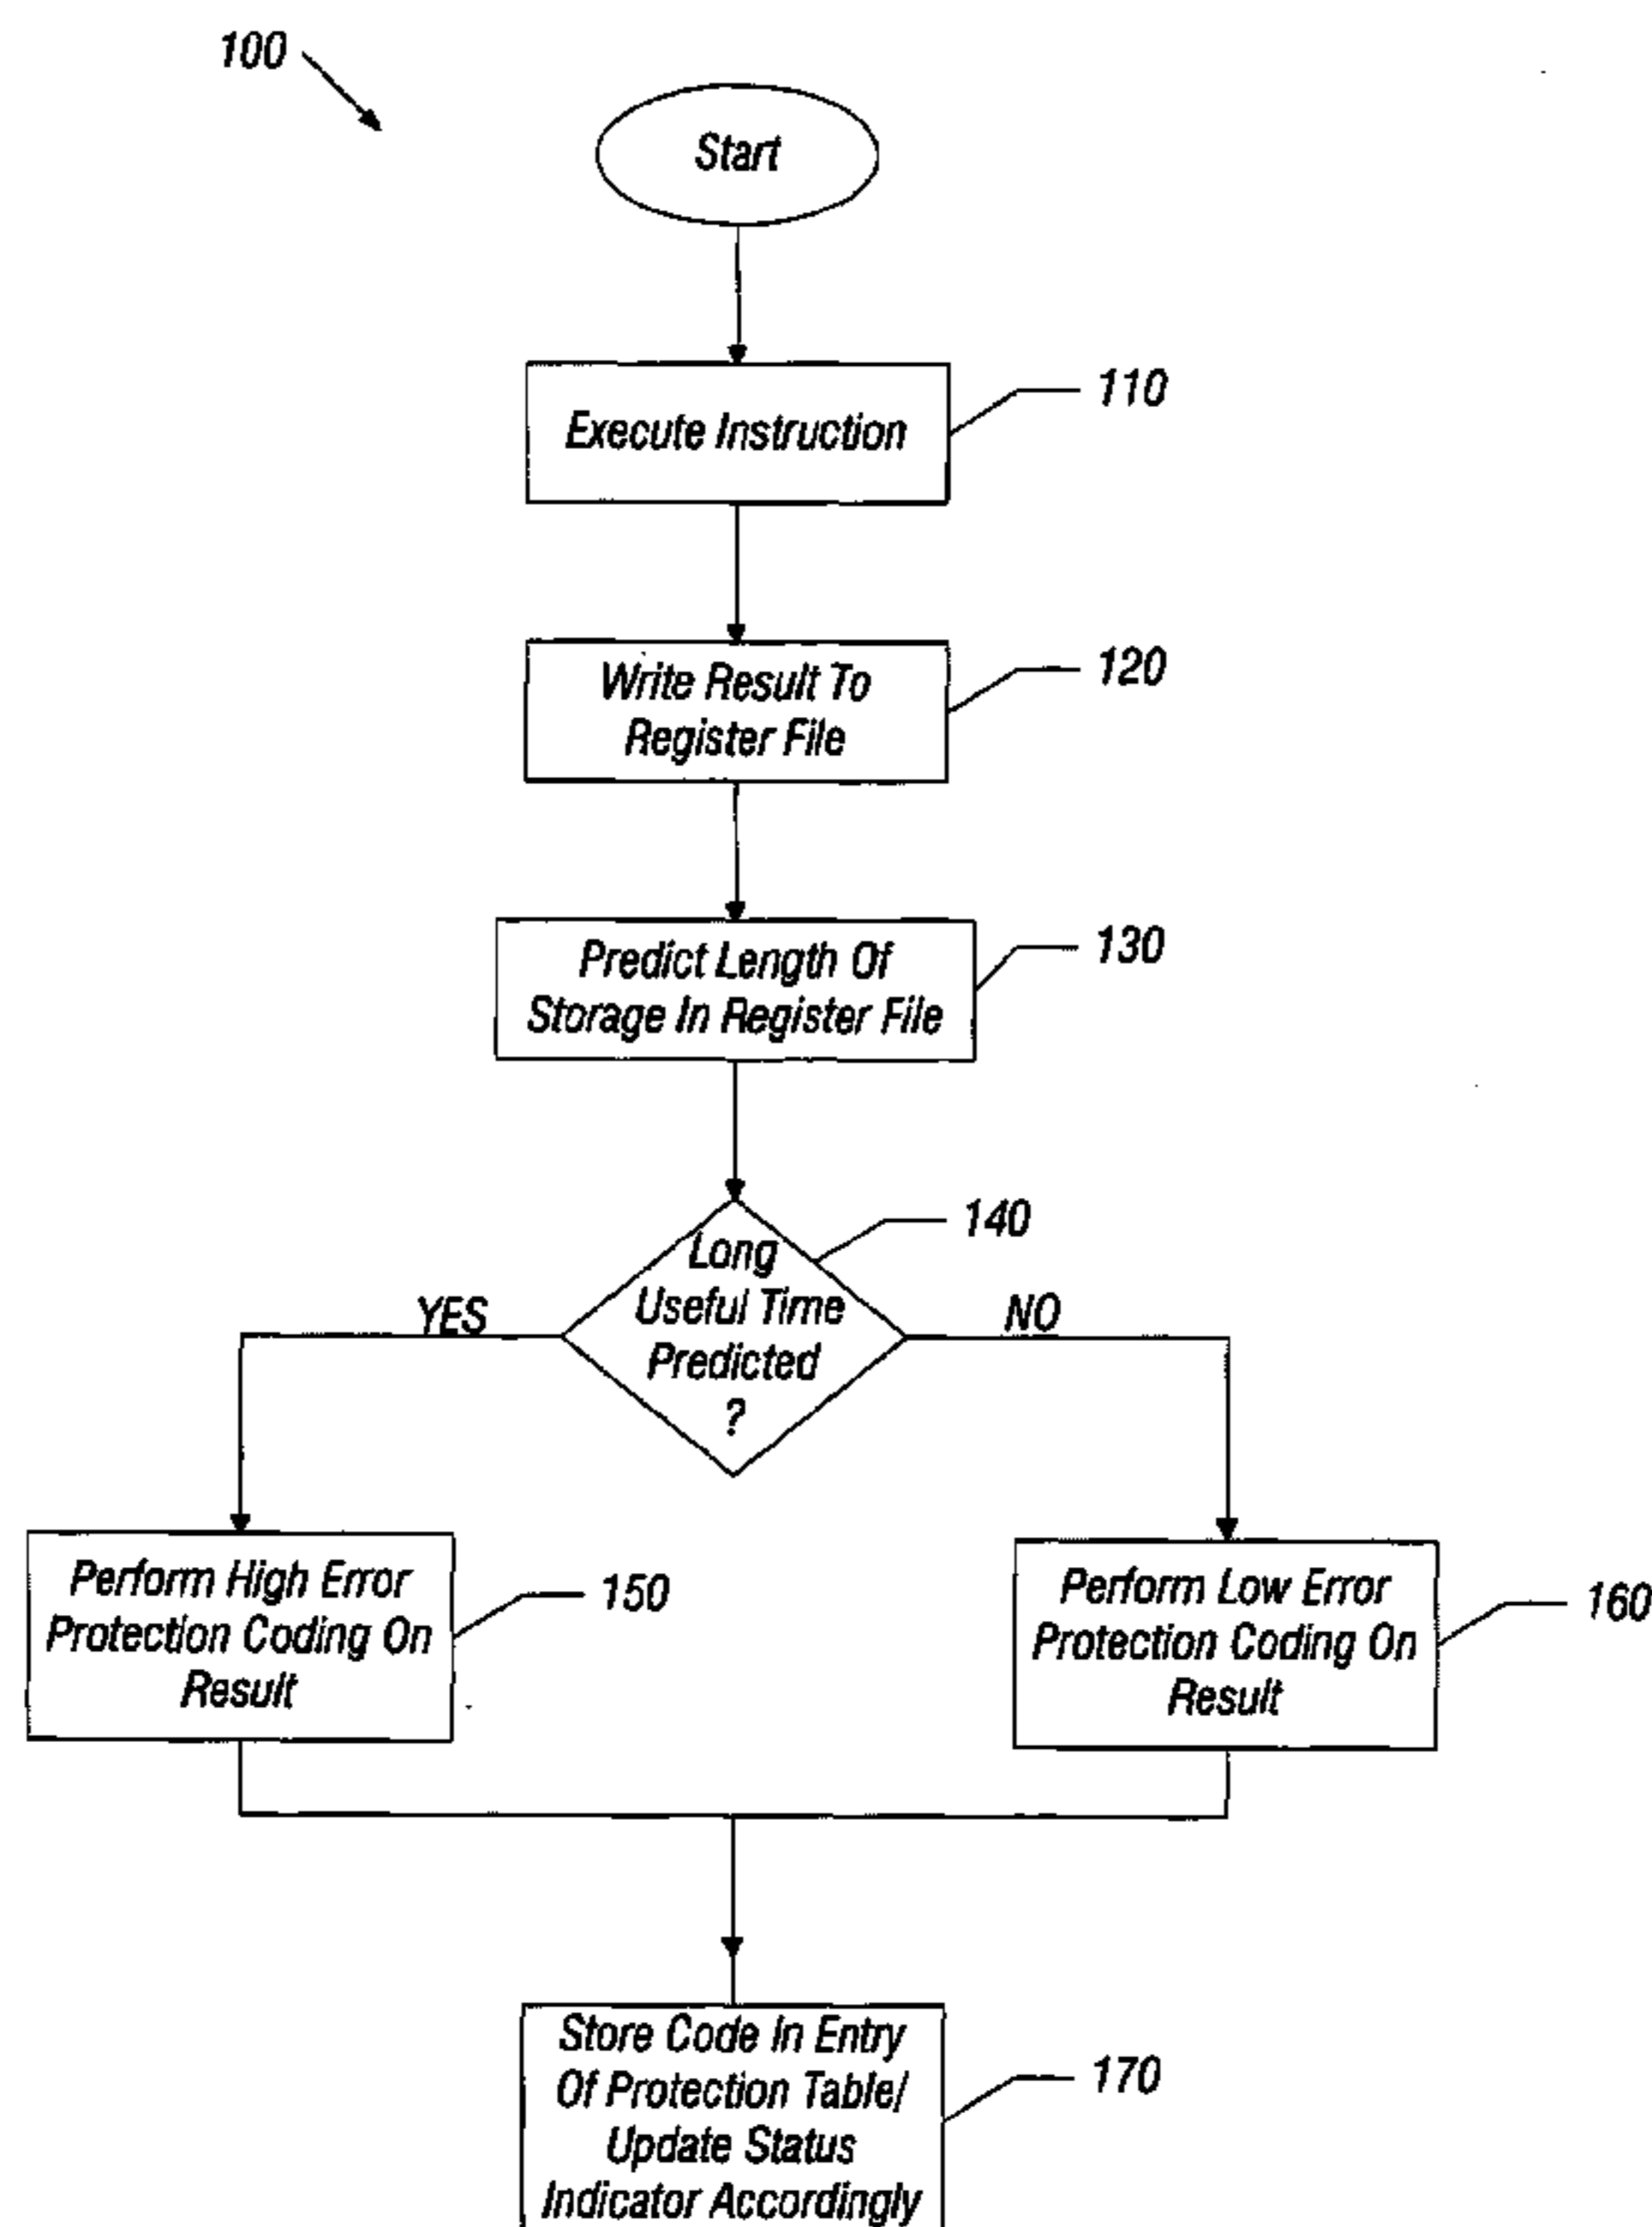 100
Start
Execute Instruction
110
Write Result To
Register File
120
Predict Length Of
Storage In Register File
130
Long
Useful Time
Predicted
?
140
YES
NO
Perform High Error
Protection Coding On
Result
150
Perform Low Error
Protection Coding On
Result
160
Store Code In Entry
Of Protection Table/
Update Status
Indicator Accordingly
170